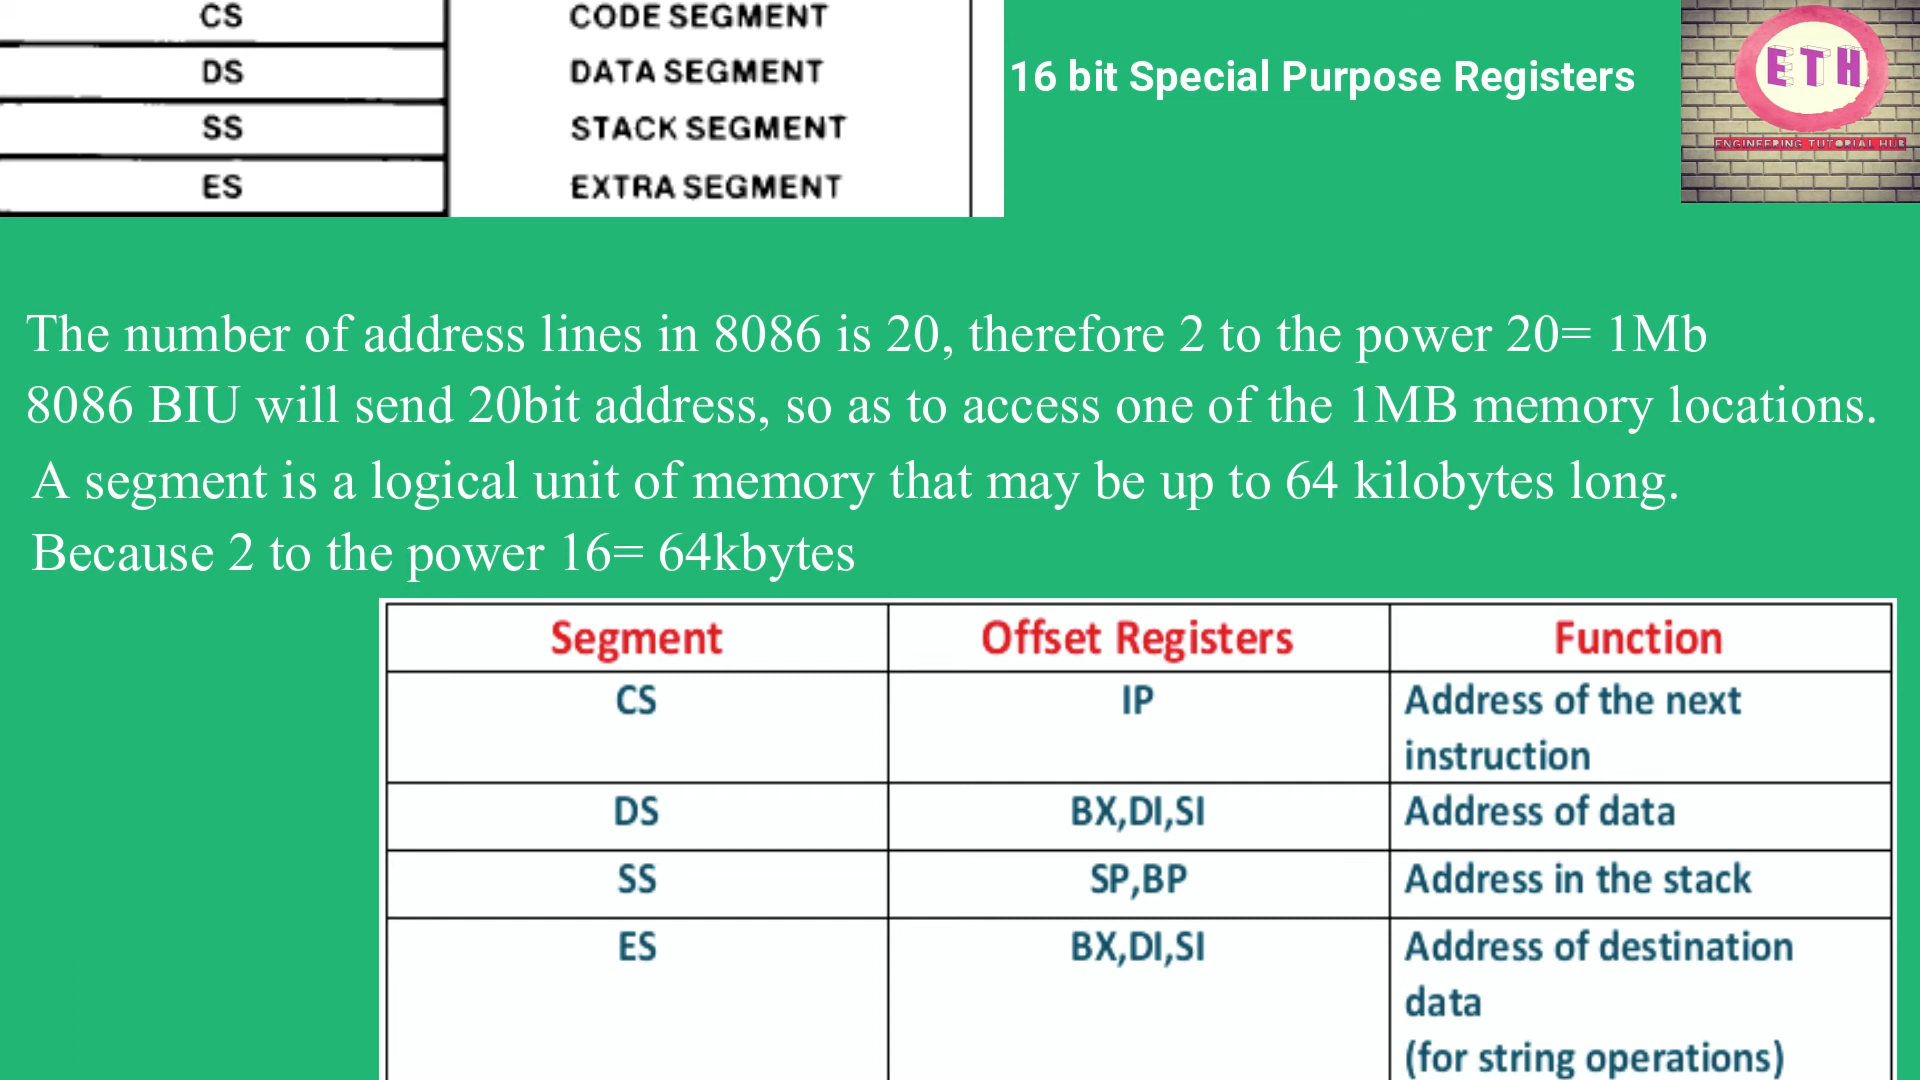 CS CODE SEGMENT
DS DATA SEGMENT
SS STACK SEGMENT
ES EXTRA SEGMENT
16 bit Special Purpose Registers
ETH
ENGINEERING TUTORIAL HUB
The number of address lines in 8086 is 20, therefore 2 to the power 20= 1Mb
8086 BIU will send 20bit address, so as to access one of the 1MB memory locations.
A segment is a logical unit of memory that may be up to 64 kilobytes long.
Because 2 to the power 16= 64kbytes
Segment Offset Registers Function
CS IP Address of the next
instruction
DS BX,DI,SI Address of data
SS SP,BP Address in the stack
ES BX,DI,SI Address of destination
data
(for string operations)